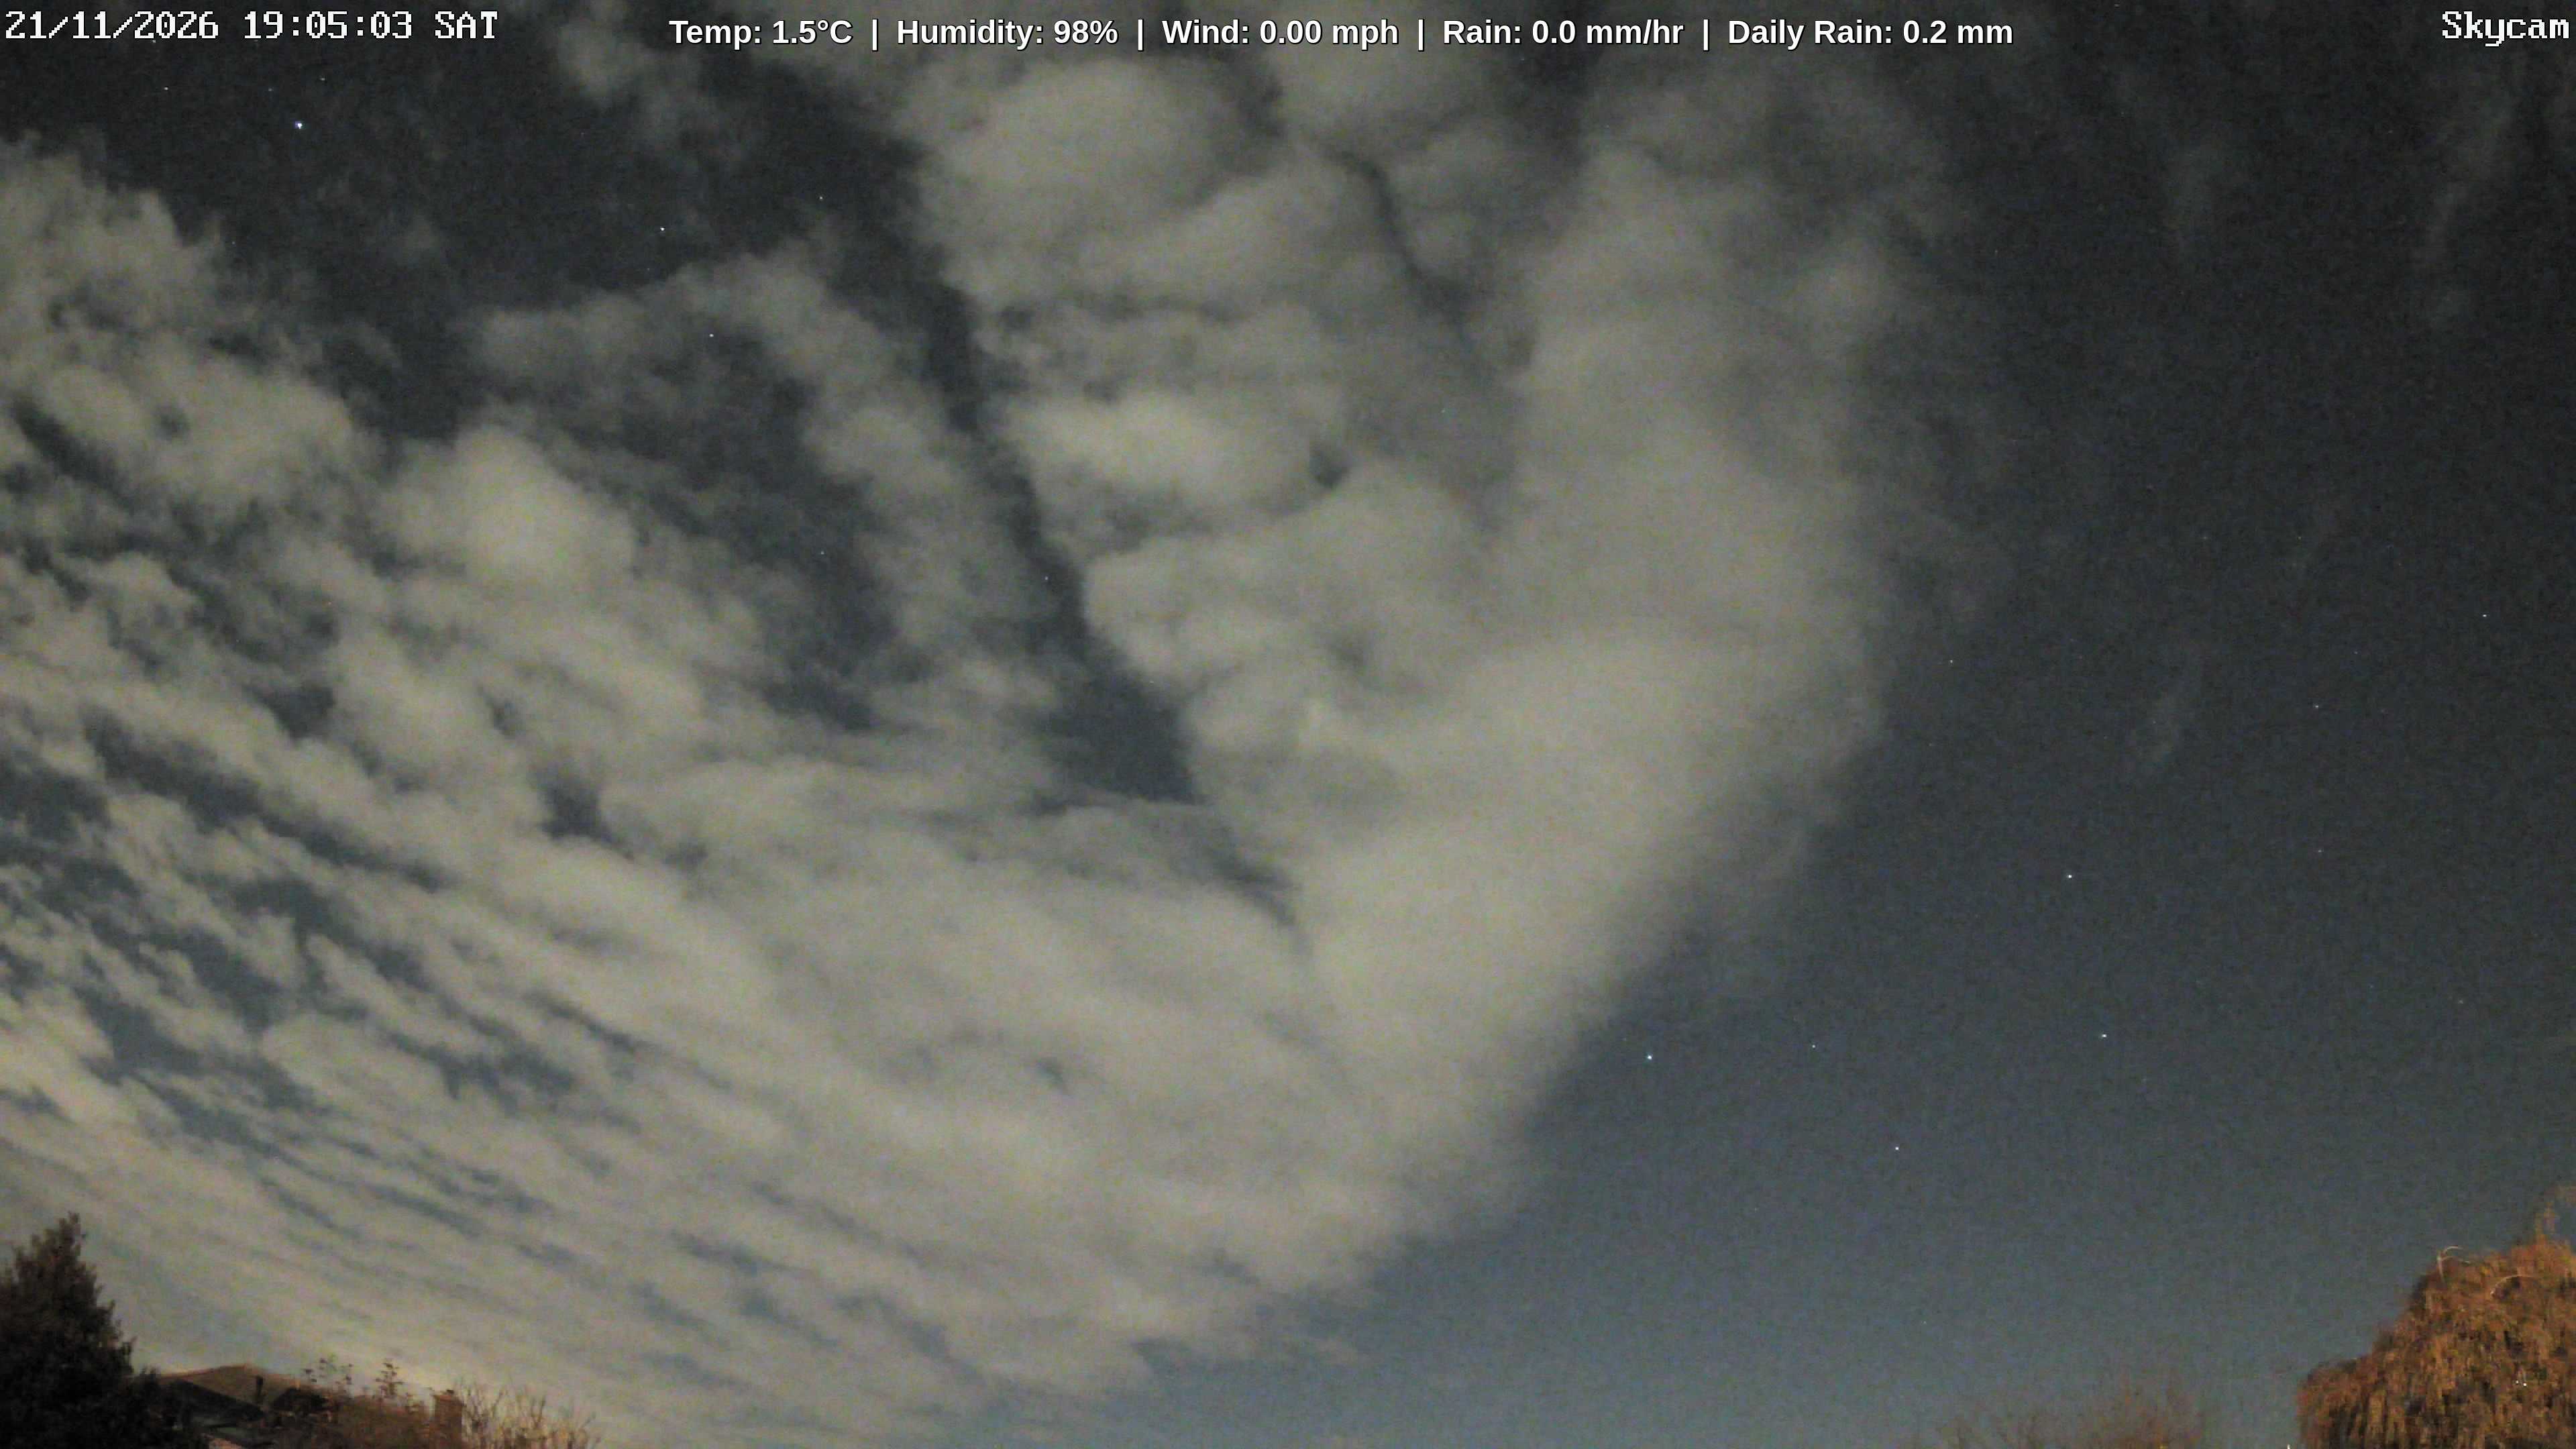 21/11/2026 19:05:03 SAT
Temp: 1.5°C | Humidity: 98% | Wind: 0.00 mph | Rain: 0.0 mm/hr | Daily Rain: 0.2 mm
Skycam